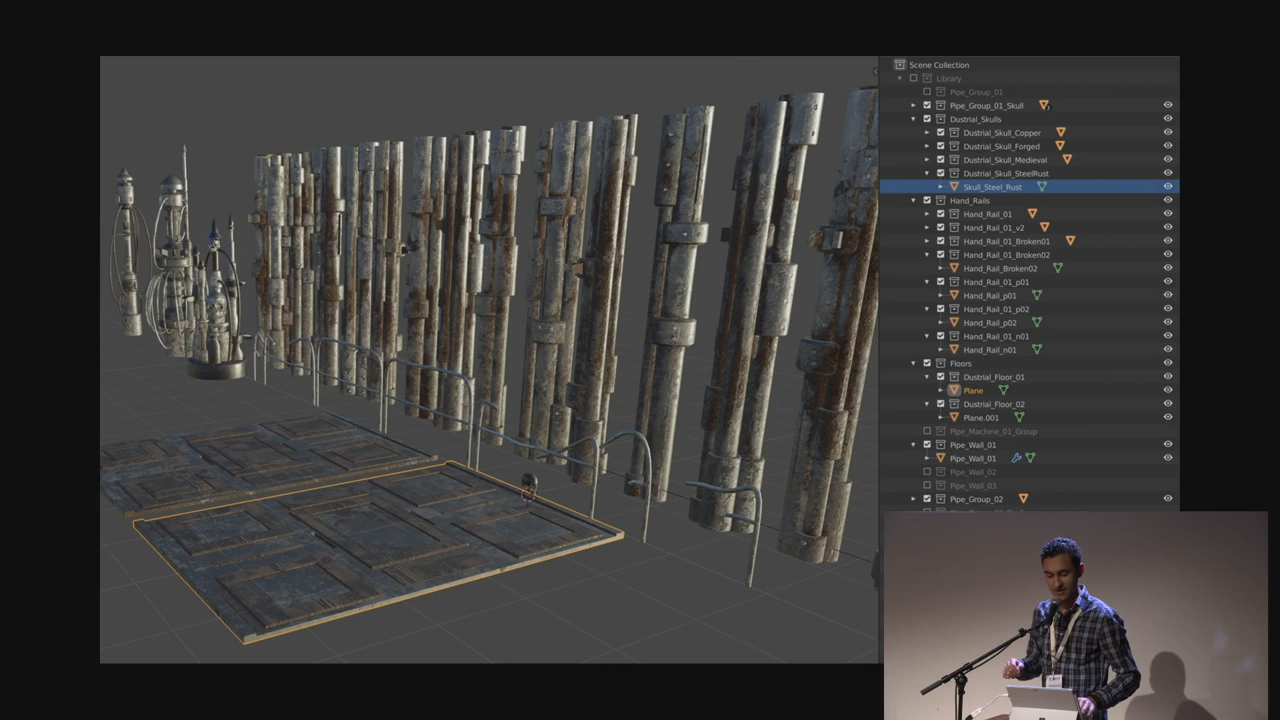 Scene Collection
Library
Pipe_Group_01
Pipe_Group_01_Skull
Dustrial_Skulls
Dustrial_Skull_Copper
Dustrial_Skull_Forged
Dustrial_Skull_Medieval
Dustrial_Skull_SteelRust
Skull_Steel_Rust
Hand_Rails
Hand_Rail_01
Hand_Rail_01_v2
Hand_Rail_01_Broken01
Hand_Rail_01_Broken02
Hand_Rail_Broken02
Hand_Rail_01_p01
Hand_Rail_p01
Hand_Rail_01_p02
Hand_Rail_p02
Hand_Rail_01_n01
Hand_Rail_n01
Floors
Dustrial_Floor_01
Plane
Dustrial_Floor_02
Plane.001
Pipe_Machine_01_Group
Pipe_Wall_01
Pipe_Wall_01
Pipe_Wall_02
Pipe_Wall_03
Pipe_Group_02